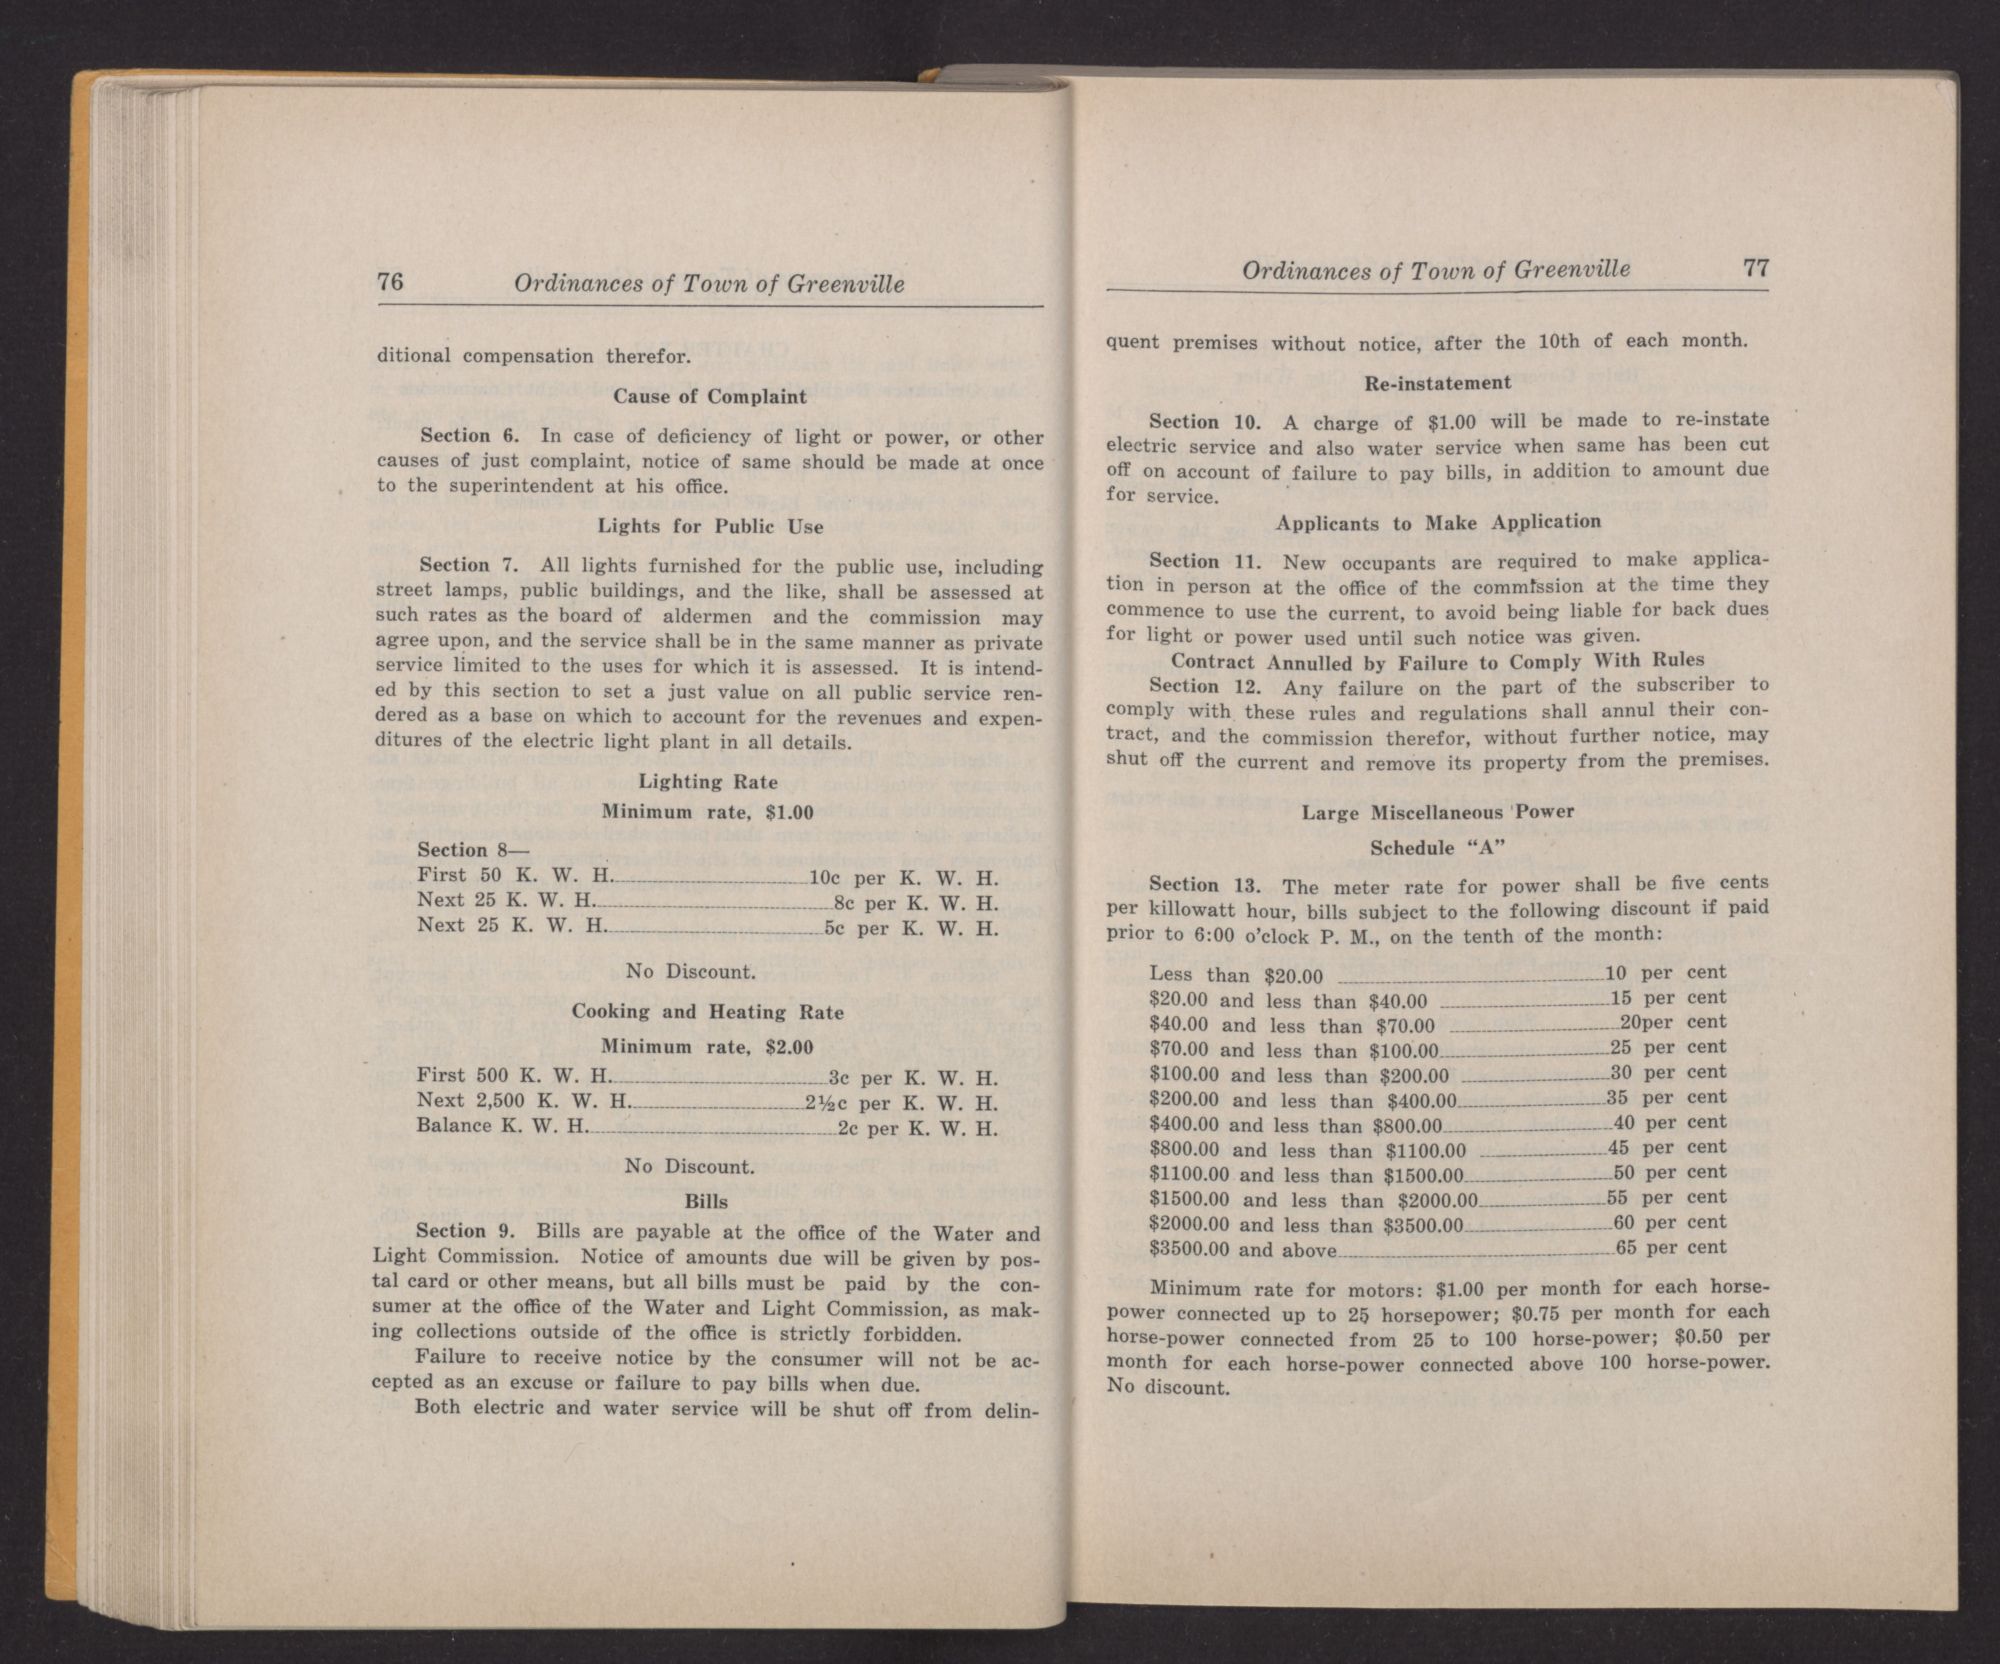 76 Ordinances of Town of Greenville
ditional compensation therefor.
Cause of Complaint
Section 6. In case of deficiency of light or power, or other
causes of just complaint, notice of same should be made at once
to the superintendent at his office.
Lights for Public Use
Section 7. All lights furnished for the public use, including
street lamps, public buildings, and the like, shall be assessed at
such rates as the board of aldermen and the commission may
agree upon, and the service shall be in the same manner as private
service limited to the uses for which it is assessed. It is intend-
ed by this section to set a just value on all public service ren-
dered as a base on which to account for the revenues and expen-
ditures of the electric light plant in all details.
Lighting Rate
Minimum rate, $1.00
Section 8—
First 50 K. W. H. 10c per K. W. H.
Next 25 K. W. H. 8c per K. W. H.
Next 25 K. W. H. 5c per K. W. H.
No Discount.
Cooking and Heating Rate
Minimum rate, $2.00
First 500 K. W. H. 3c per K. W. H.
Next 2,500 K. W. H. 2½c per K. W. H.
Balance K. W. H. 2c per K. W. H.
No Discount.
Bills
Section 9. Bills are payable at the office of the Water and
Light Commission. Notice of amounts due will be given by pos-
tal card or other means, but all bills must be paid by the con-
sumer at the office of the Water and Light Commission, as mak-
ing collections outside of the office is strictly forbidden.
Failure to receive notice by the consumer will not be ac-
cepted as an excuse or failure to pay bills when due.
Both electric and water service will be shut off from delin-
Ordinances of Town of Greenville 77
quent premises without notice, after the 10th of each month.
Re-instatement
Section 10. A charge of $1.00 will be made to re-instate
electric service and also water service when same has been cut
off on account of failure to pay bills, in addition to amount due
for service.
Applicants to Make Application
Section 11. New occupants are required to make applica-
tion in person at the office of the commission at the time they
commence to use the current, to avoid being liable for back dues
for light or power used until such notice was given.
Contract Annulled by Failure to Comply With Rules
Section 12. Any failure on the part of the subscriber to
comply with these rules and regulations shall annul their con-
tract, and the commission therefor, without further notice, may
shut off the current and remove its property from the premises.
Large Miscellaneous Power
Schedule “A”
Section 13. The meter rate for power shall be five cents
per killowatt hour, bills subject to the following discount if paid
prior to 6:00 o’clock P. M., on the tenth of the month:
Less than $20.00 10 per cent
$20.00 and less than $40.00 15 per cent
$40.00 and less than $70.00 20per cent
$70.00 and less than $100.00 25 per cent
$100.00 and less than $200.00 30 per cent
$200.00 and less than $400.00 35 per cent
$400.00 and less than $800.00 40 per cent
$800.00 and less than $1100.00 45 per cent
$1100.00 and less than $1500.00 50 per cent
$1500.00 and less than $2000.00 55 per cent
$2000.00 and less than $3500.00 60 per cent
$3500.00 and above 65 per cent
Minimum rate for motors: $1.00 per month for each horse-
power connected up to 25 horsepower; $0.75 per month for each
horse-power connected from 25 to 100 horse-power; $0.50 per
month for each horse-power connected above 100 horse-power.
No discount.